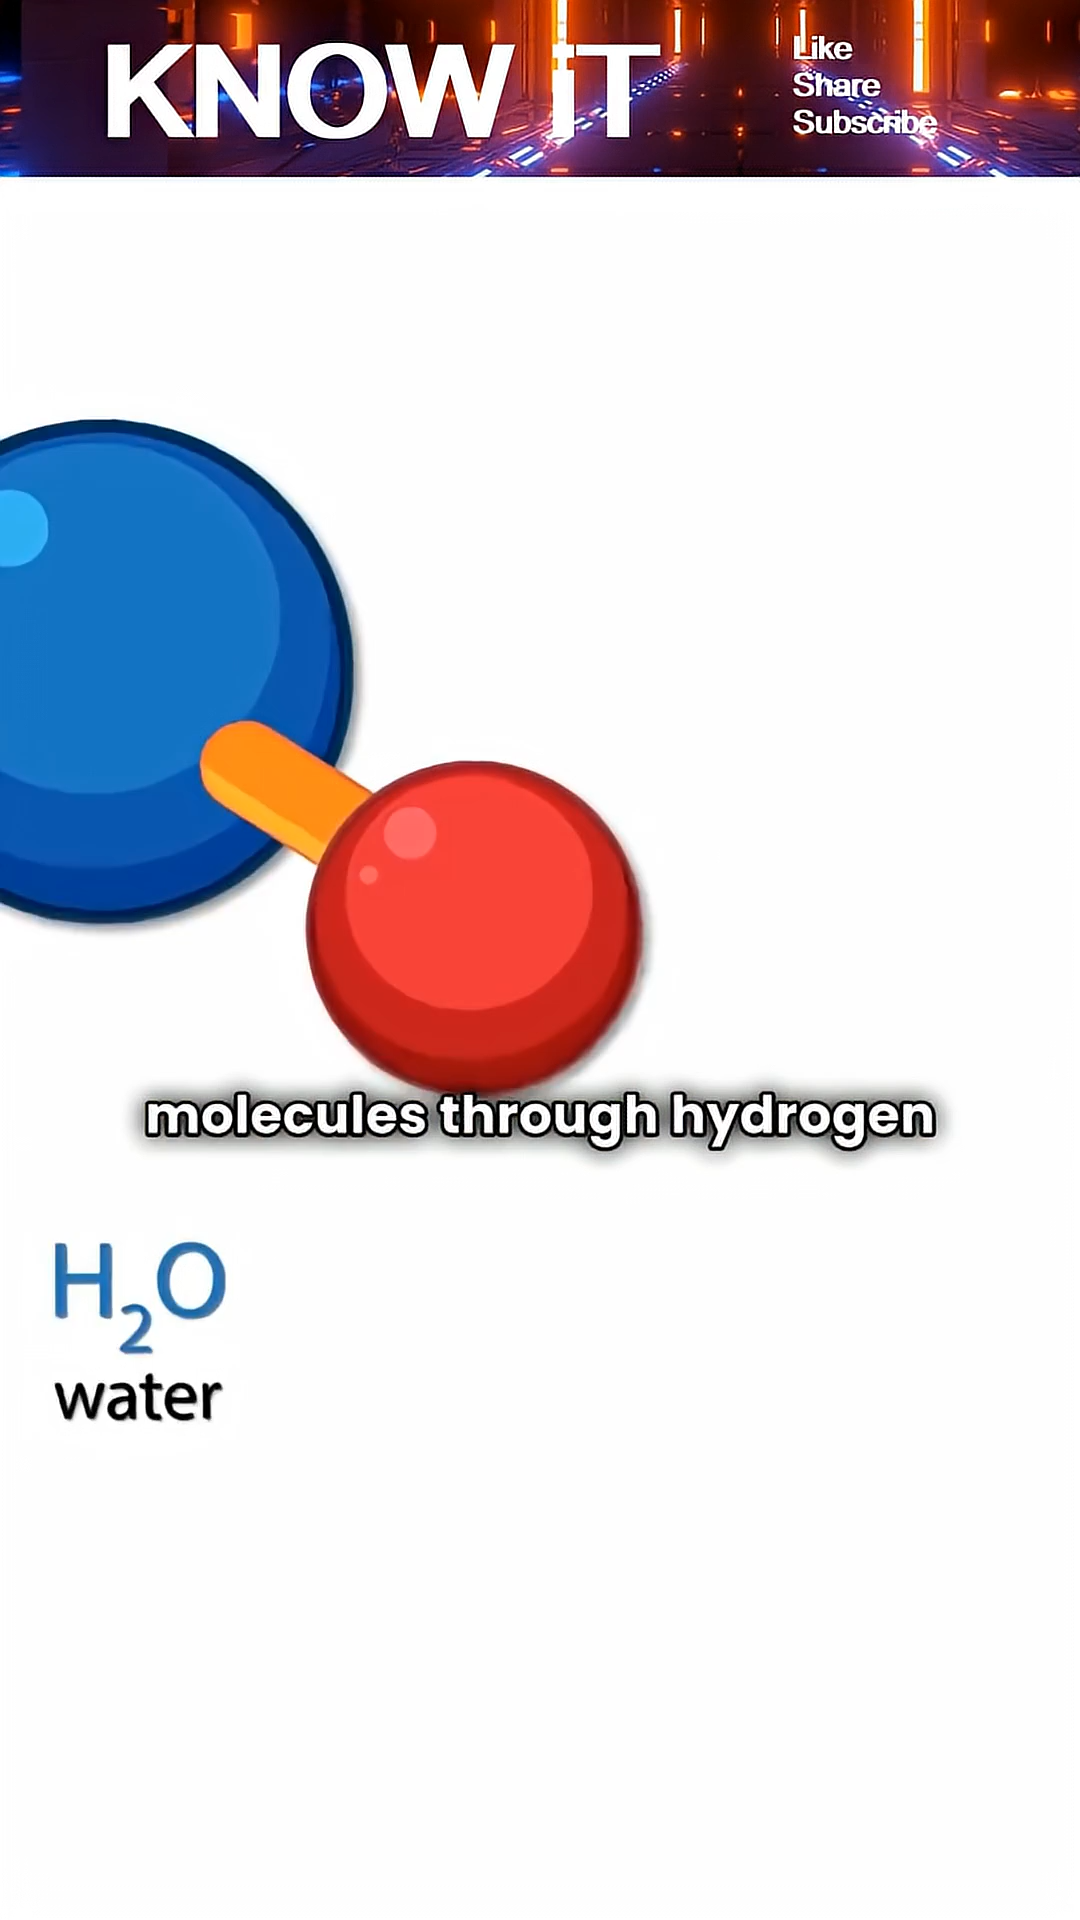 KNOW iT
Like
Share
Subscribe
molecules through hydrogen
H₂O
water